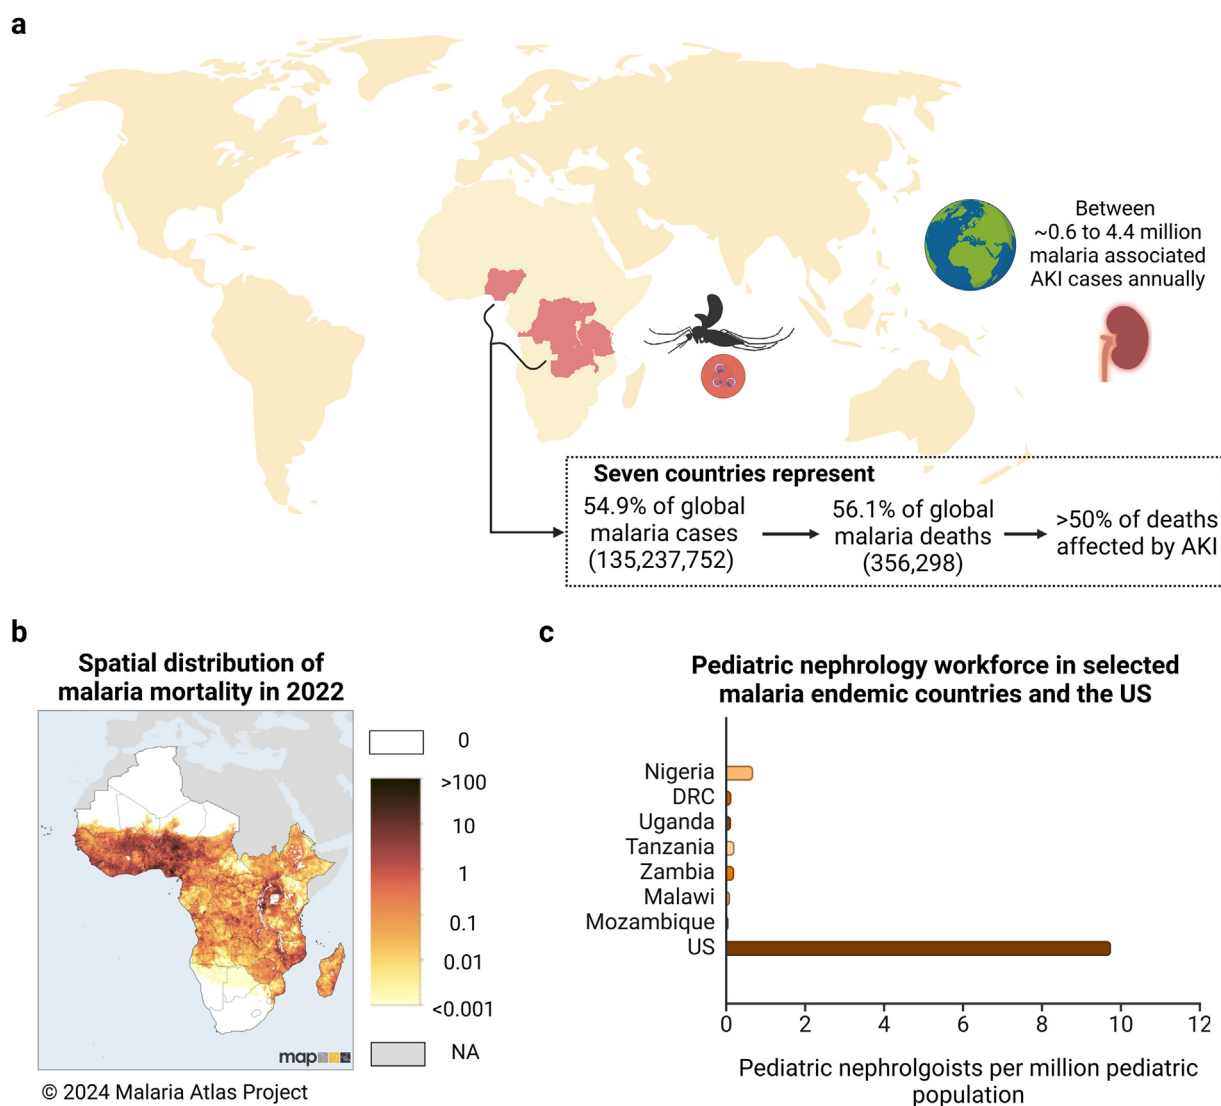 a
Between
~0.6 to 4.4 million
malaria associated
AKI cases annually
Seven countries represent
54.9% of global
malaria cases
(135,237,752)
56.1% of global
malaria deaths
(356,298)
>50% of deaths
affected by AKI
b
Spatial distribution of
malaria mortality in 2022
0
>100
10
1
0.1
0.01
<0.001
NA
map
© 2024 Malaria Atlas Project
c
Pediatric nephrology workforce in selected
malaria endemic countries and the US
Nigeria
DRC
Uganda
Tanzania
Zambia
Malawi
Mozambique
US
0 2 4 6 8 10 12
Pediatric nephrolgoists per million pediatric
population